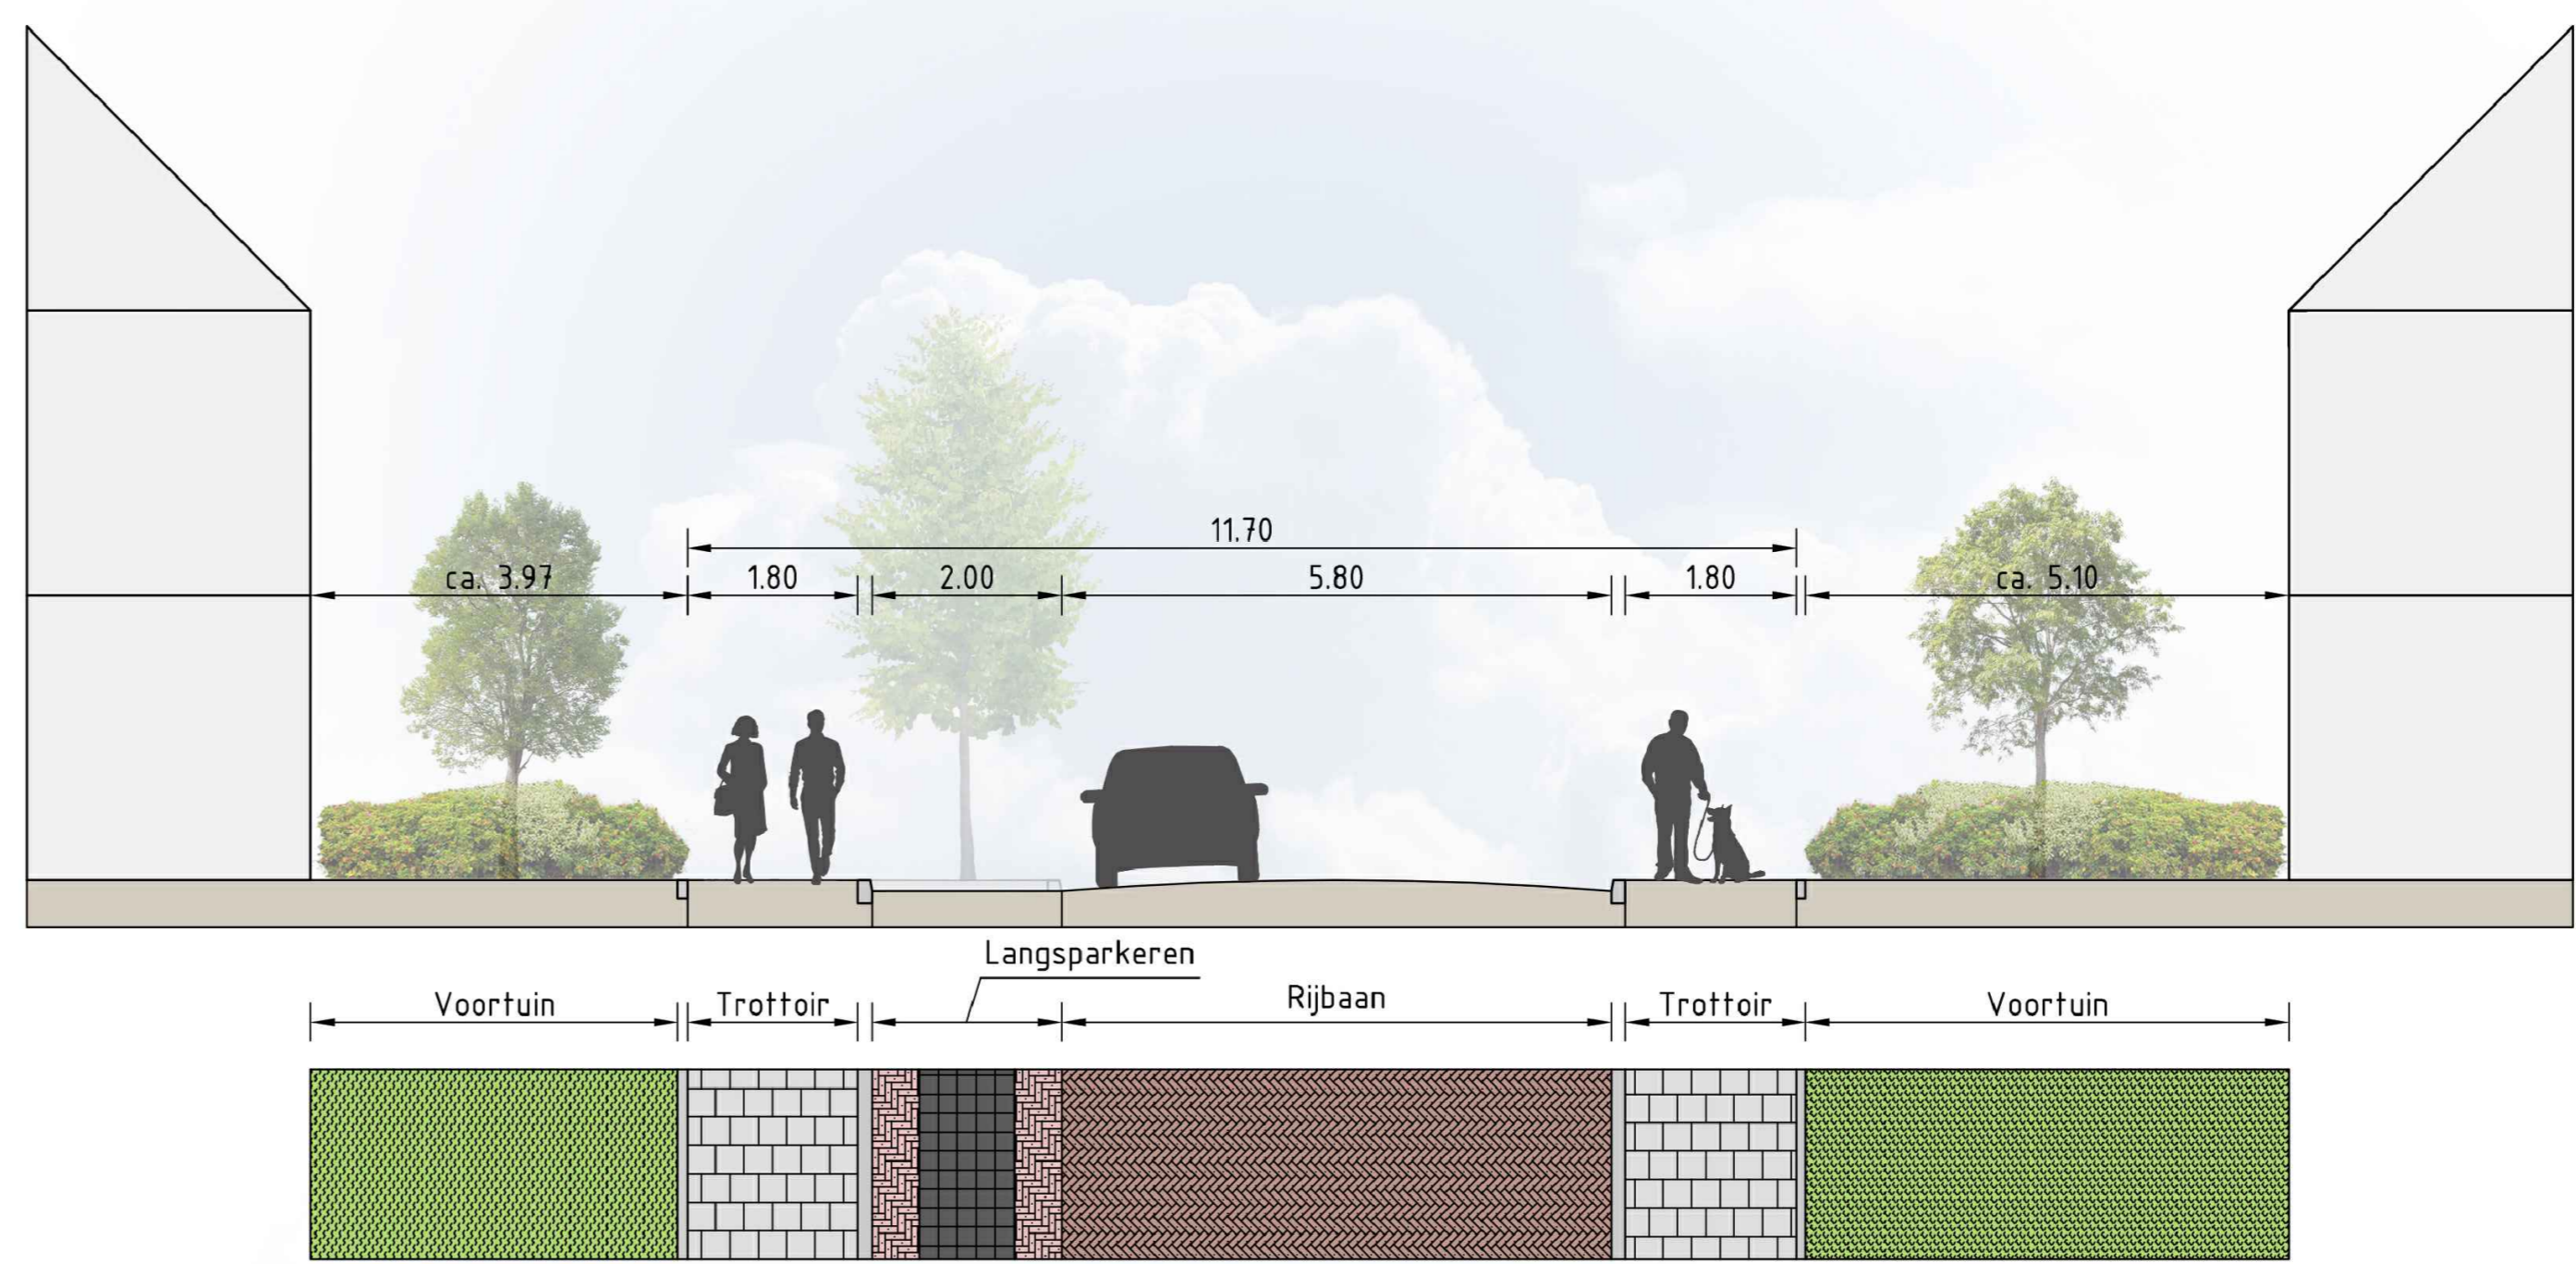 11.70
ca. 3.97
1.80
2.00
5.80
1.80
ca. 5.10
Langsparkeren
Voortuin
Trottoir
Rijbaan
Trottoir
Voortuin